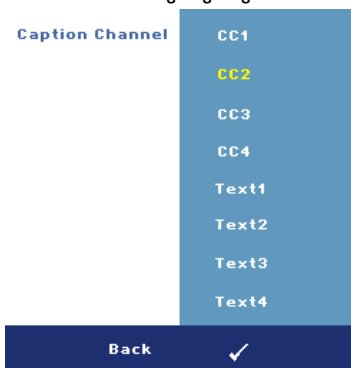 Caption Channel
CC1
CC2
CC3
CC4
Text1
Text2
Text3
Text4
Back